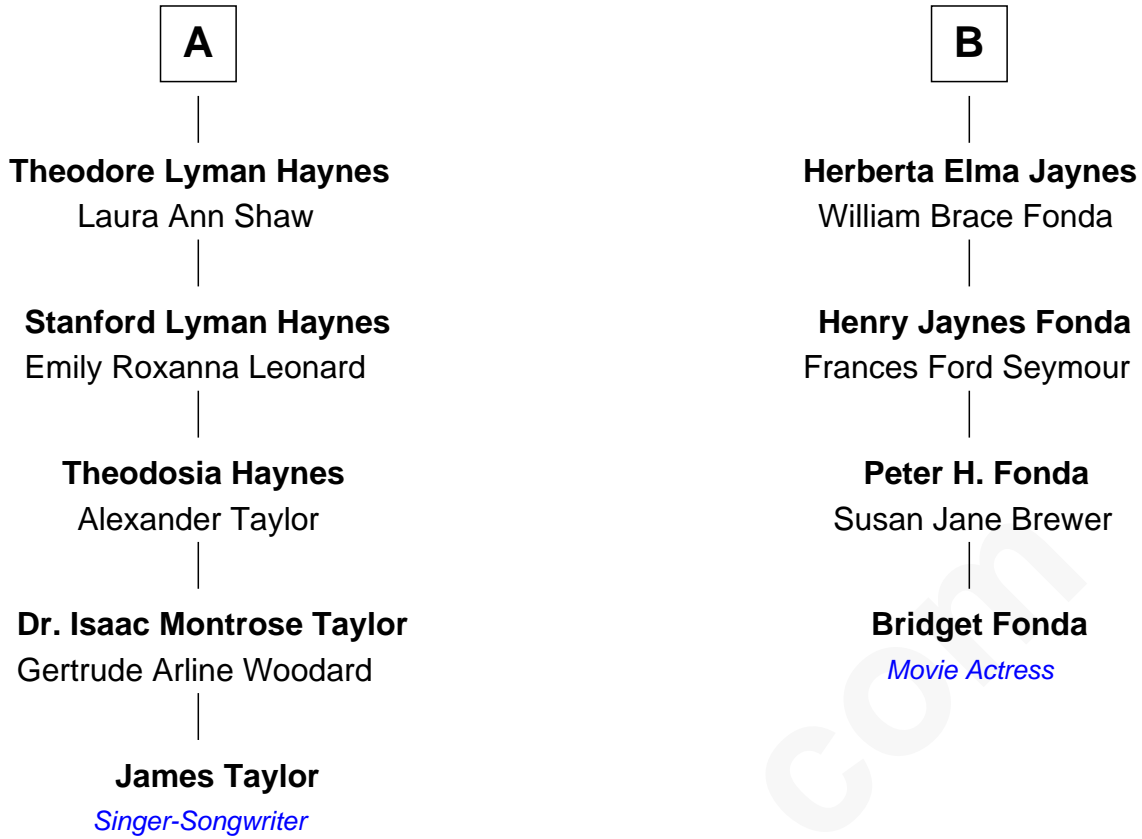 A
Theodore Lyman Haynes
Laura Ann Shaw
Stanford Lyman Haynes
Emily Roxanna Leonard
Theodosia Haynes
Alexander Taylor
Dr. Isaac Montrose Taylor
Gertrude Arline Woodard
James Taylor
Singer-Songwriter
B
Herberta Elma Jaynes
William Brace Fonda
Henry Jaynes Fonda
Frances Ford Seymour
Peter H. Fonda
Susan Jane Brewer
Bridget Fonda
Movie Actress
com